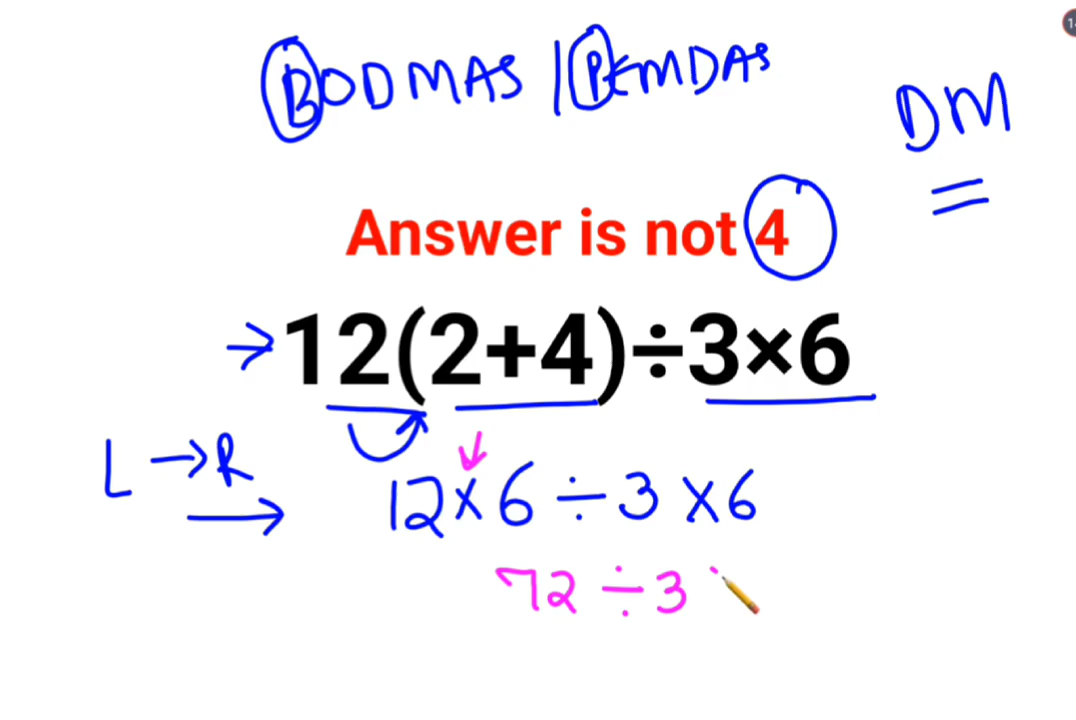 BODMAS | PEMDAS
DM
=
Answer is not 4
→12(2+4)÷3×6
L→R
12×6÷3×6
72÷3